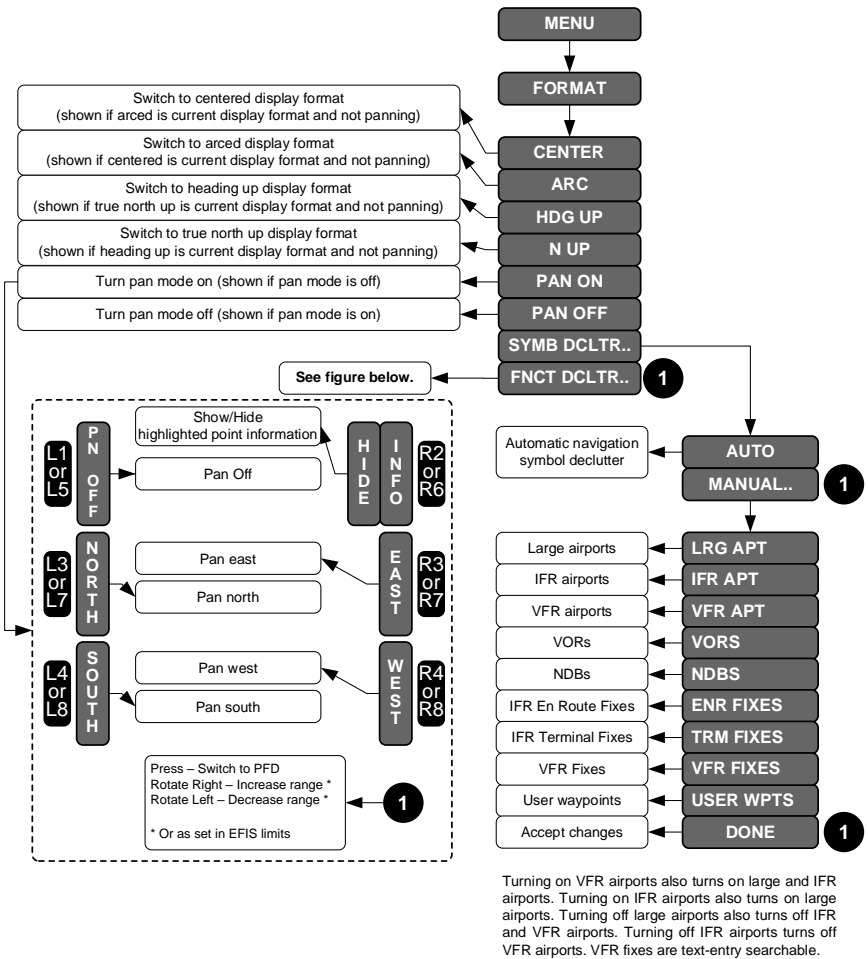 MENU
FORMAT
Switch to centered display format
(shown if arced is current display format and not panning)
CENTER
Switch to arced display format
(shown if centered is current display format and not panning)
ARC
Switch to heading up display format
(shown if true north up is current display format and not panning)
HDG UP
Switch to true north up display format
(shown if heading up is current display format and not panning)
N UP
Turn pan mode on (shown if pan mode is off)
PAN ON
Turn pan mode off (shown if pan mode is on)
PAN OFF
SYMB DCLTR..
See figure below.
FNCT DCLTR..
1
L1
or
L5
PN OFF
Show/Hide
highlighted point information
Pan Off
HIDE
INFO
R2
or
R6
L3
or
L7
NORTH
Pan east
Pan north
EAST
R3
or
R7
L4
or
L8
SOUTH
Pan west
Pan south
WEST
R4
or
R8
Press – Switch to PFD
Rotate Right – Increase range *
Rotate Left – Decrease range *
* Or as set in EFIS limits
1
Automatic navigation
symbol declutter
AUTO
MANUAL..
1
Large airports
LRG APT
IFR airports
IFR APT
VFR airports
VFR APT
VORs
VORS
NDBs
NDBS
IFR En Route Fixes
ENR FIXES
IFR Terminal Fixes
TRM FIXES
VFR Fixes
VFR FIXES
User waypoints
USER WPTS
Accept changes
DONE
1
Turning on VFR airports also turns on large and IFR
airports. Turning on IFR airports also turns on large
airports. Turning off large airports also turns off IFR
and VFR airports. Turning off IFR airports turns off
VFR airports. VFR fixes are text-entry searchable.